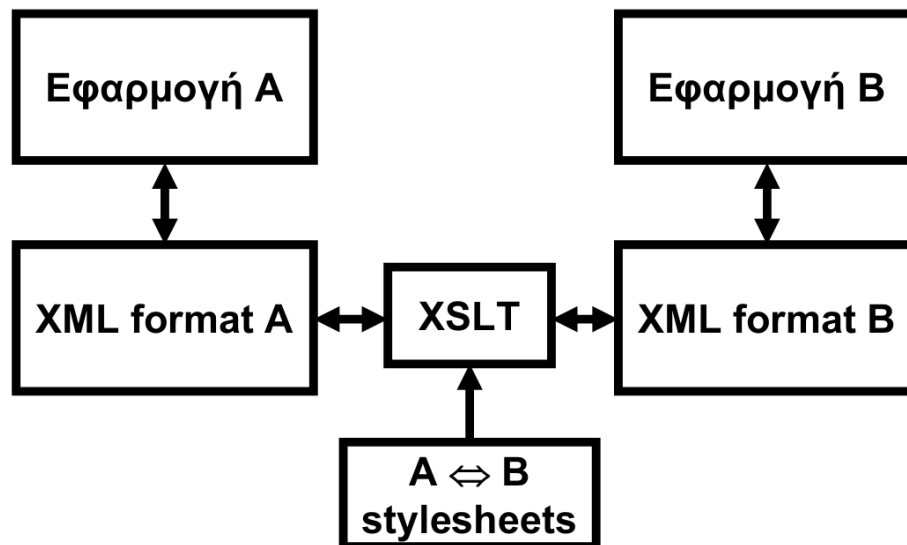 Εφαρμογή Α
Εφαρμογή Β
XML format A
XSLT
XML format B
A ⇔ B
stylesheets